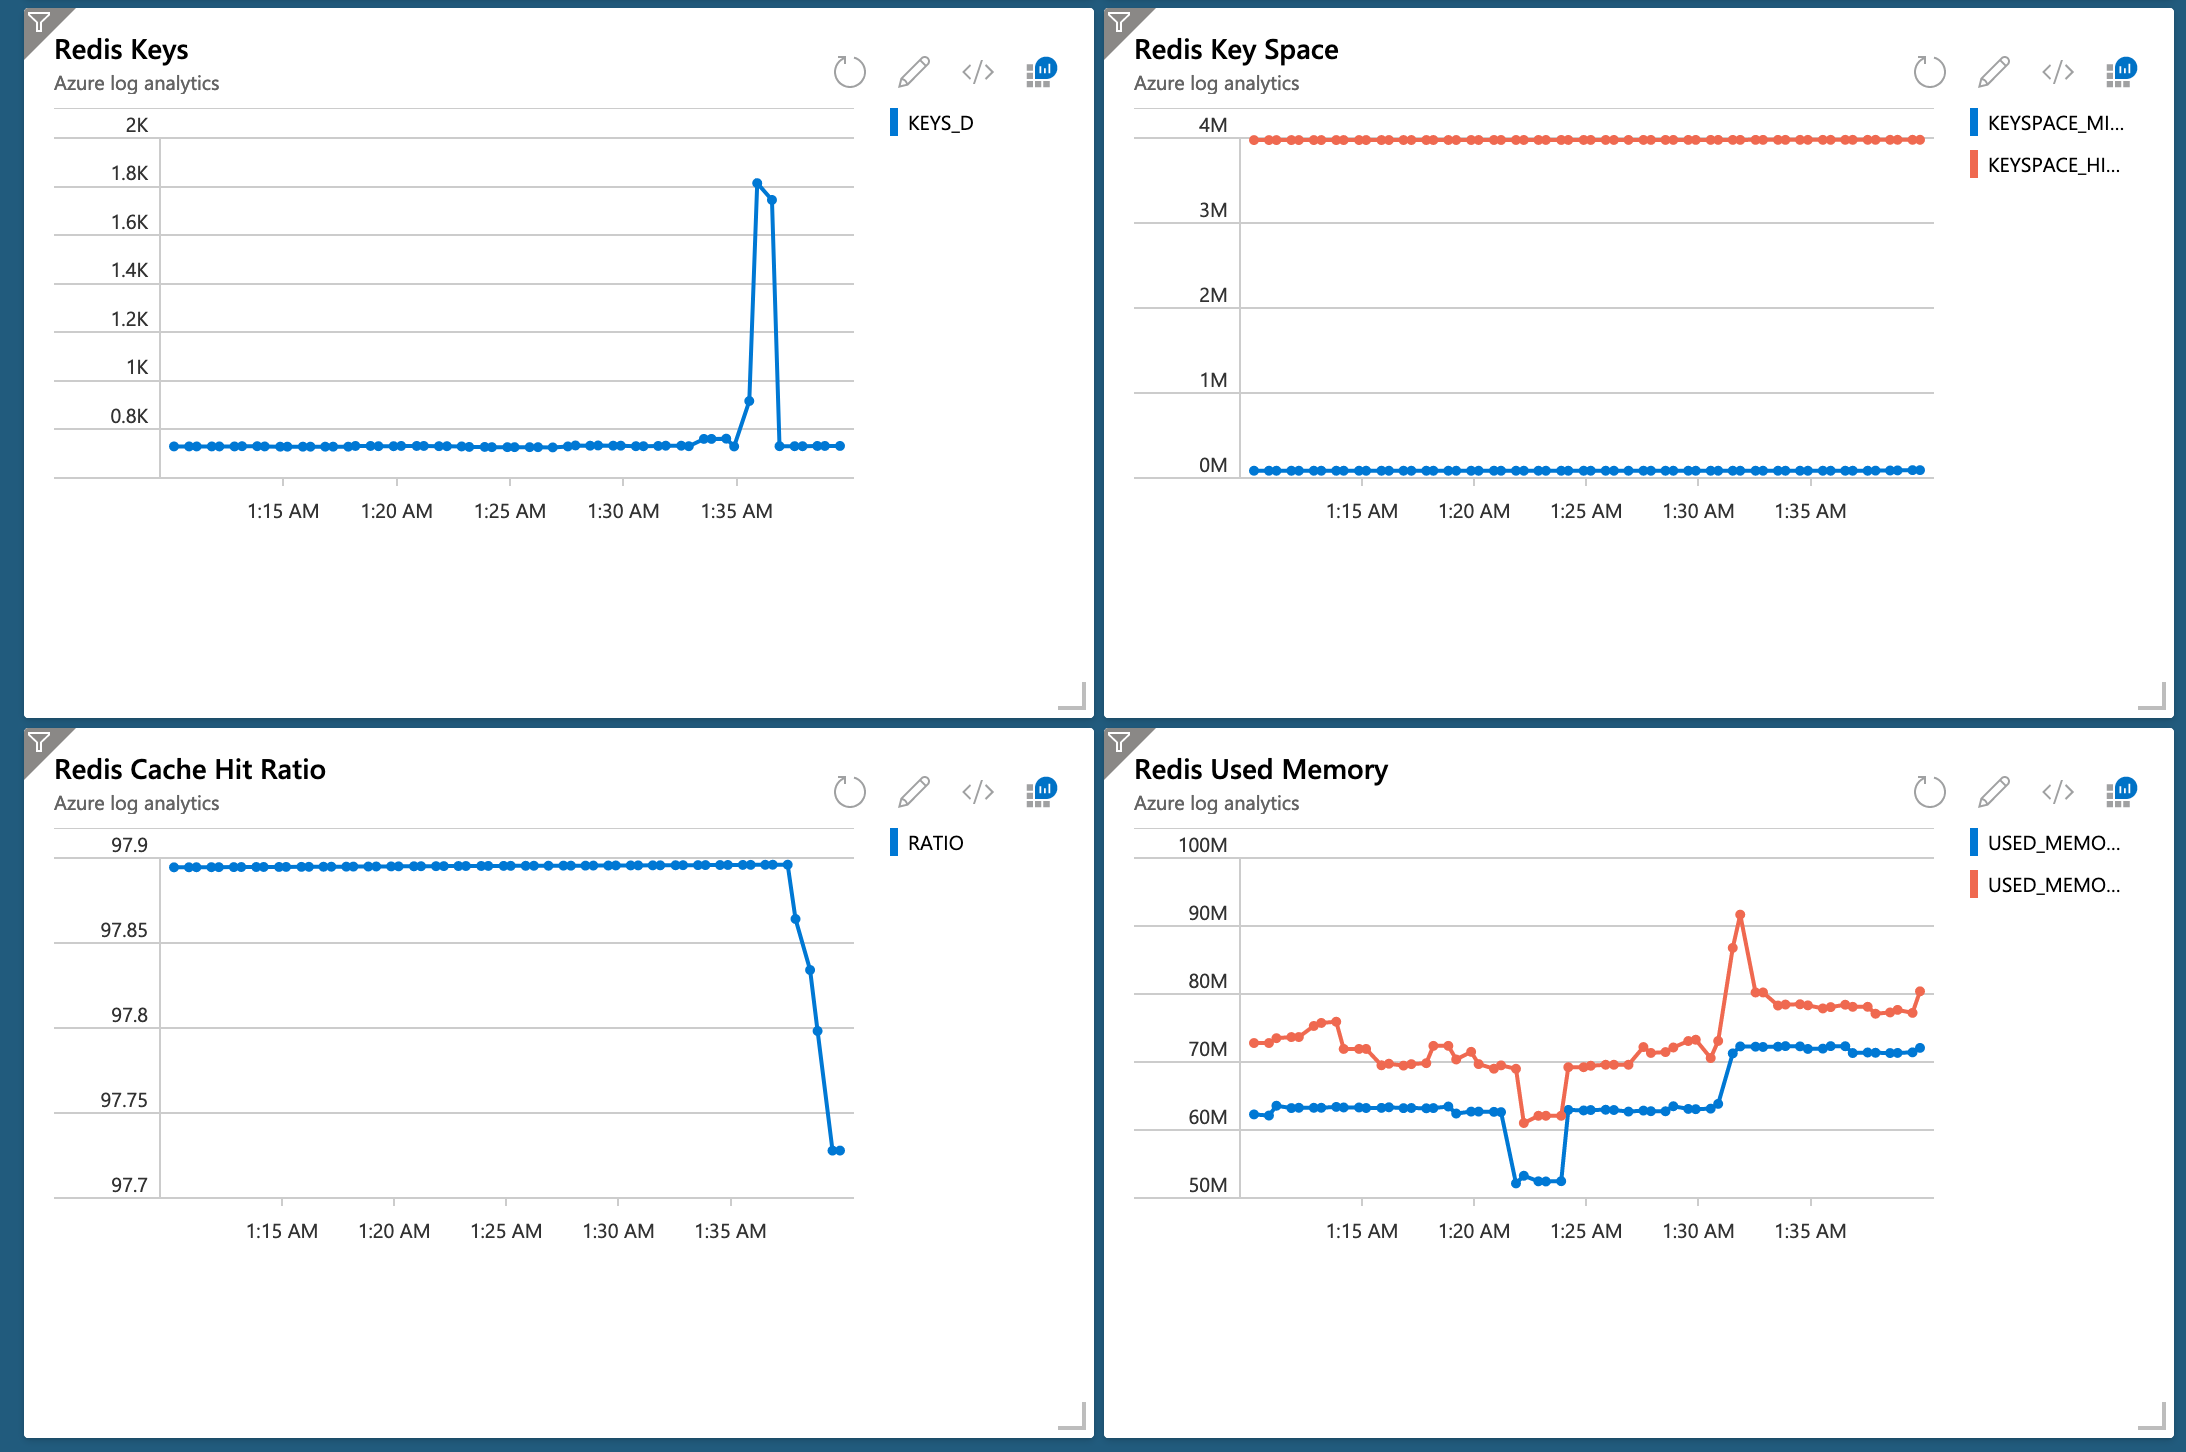 Redis Keys
Azure log analytics
KEYS_D
2K
1.8K
1.6K
1.4K
1.2K
1K
0.8K
1:15 AM 1:20 AM 1:25 AM 1:30 AM 1:35 AM
Redis Key Space
Azure log analytics
KEYSPACE_MI...
KEYSPACE_HI...
4M
3M
2M
1M
0M
1:15 AM 1:20 AM 1:25 AM 1:30 AM 1:35 AM
Redis Cache Hit Ratio
Azure log analytics
RATIO
97.9
97.85
97.8
97.75
97.7
1:15 AM 1:20 AM 1:25 AM 1:30 AM 1:35 AM
Redis Used Memory
Azure log analytics
USED_MEMO...
USED_MEMO...
100M
90M
80M
70M
60M
50M
1:15 AM 1:20 AM 1:25 AM 1:30 AM 1:35 AM